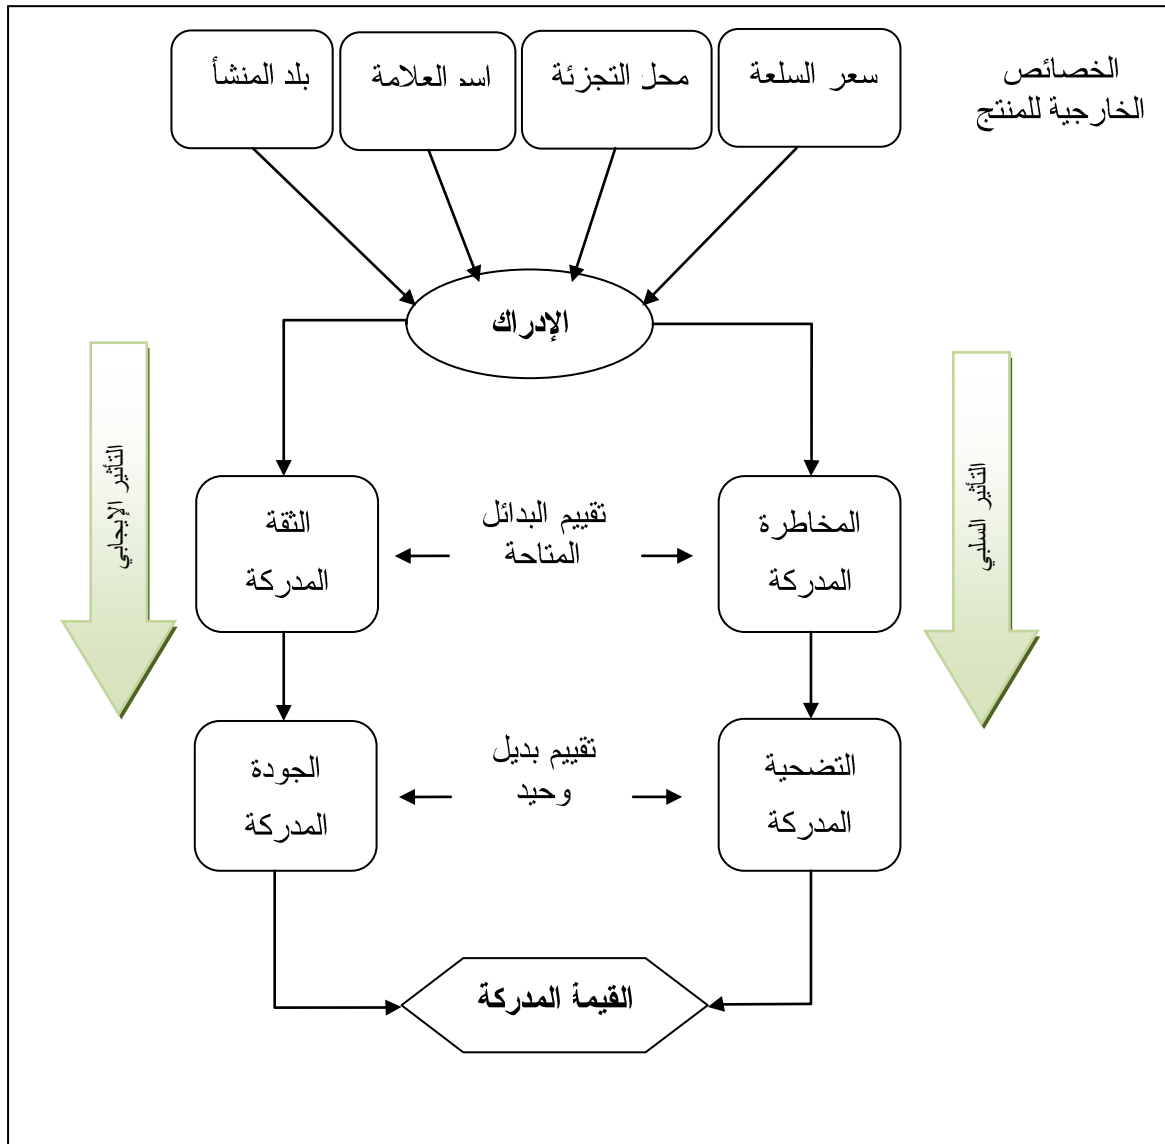 الخصائص
الخارجية للمنتج
سعر السلعة
محل التجزئة
اسد العلامة
بلد المنشأ
الإدراك
التأثير السلبي
المخاطرة
المدركة
تقييم البدائل
المتاحة
الثقة
المدركة
التأثير الإيجابي
التضحية
المدركة
تقييم بديل
وحيد
الجودة
المدركة
القيمة المدركة